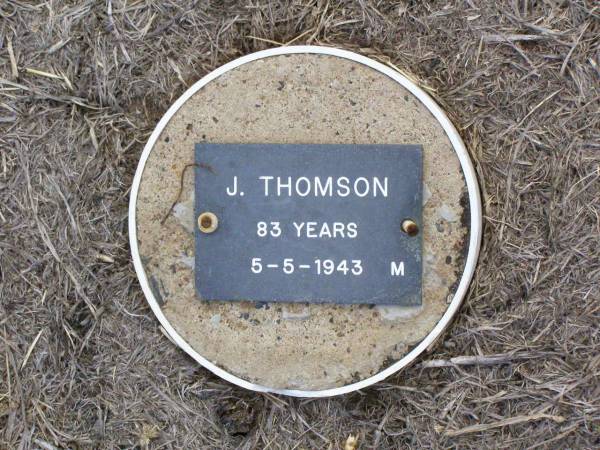 J. THOMSON
83 YEARS
5-5-1943 M